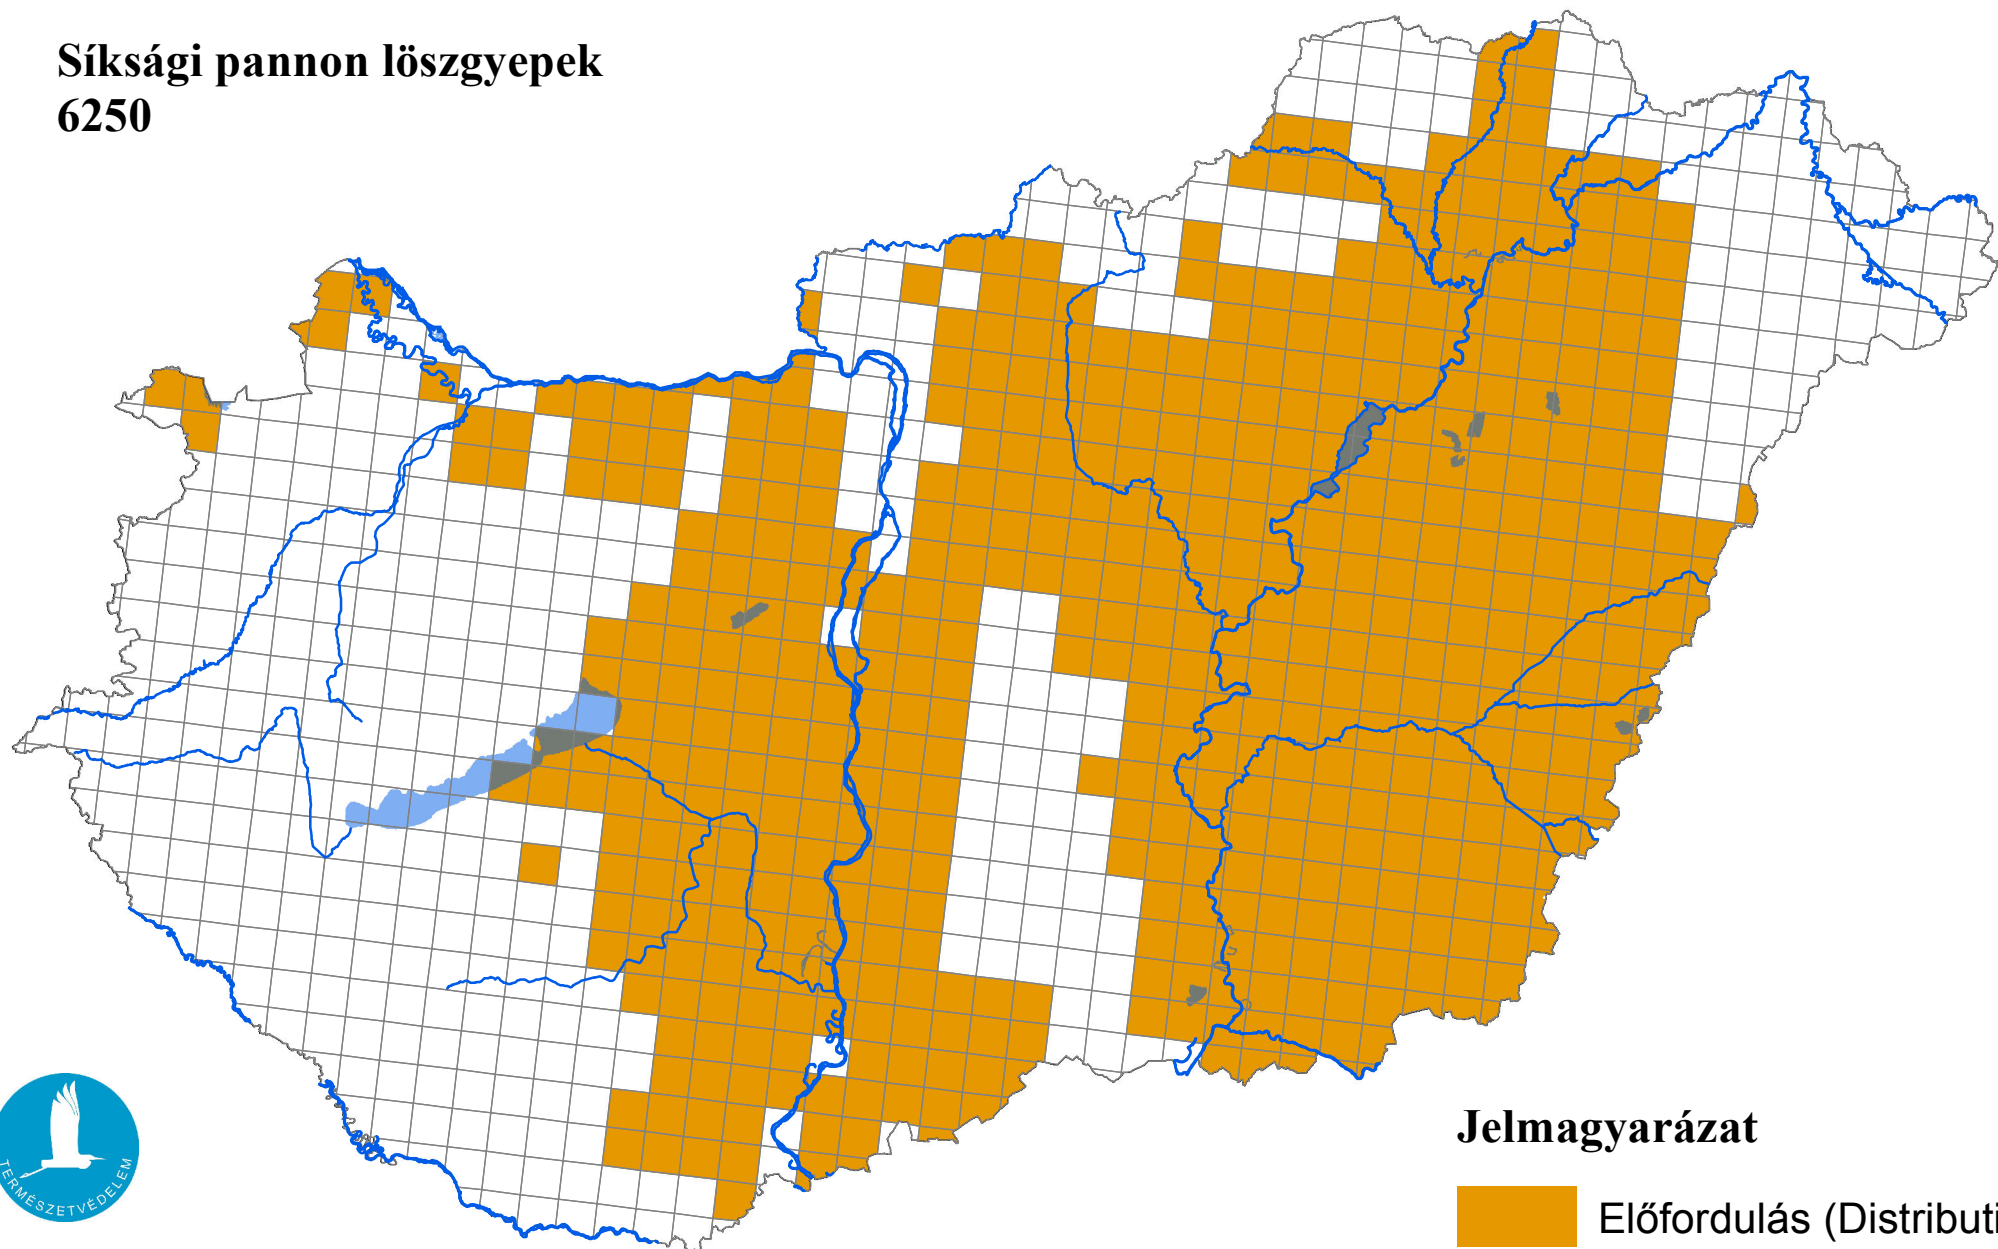 Síksági pannon löszgyepek
6250
TERMÉSZETVÉDELEM
Jelmagyarázat
Előfordulás (Distributi